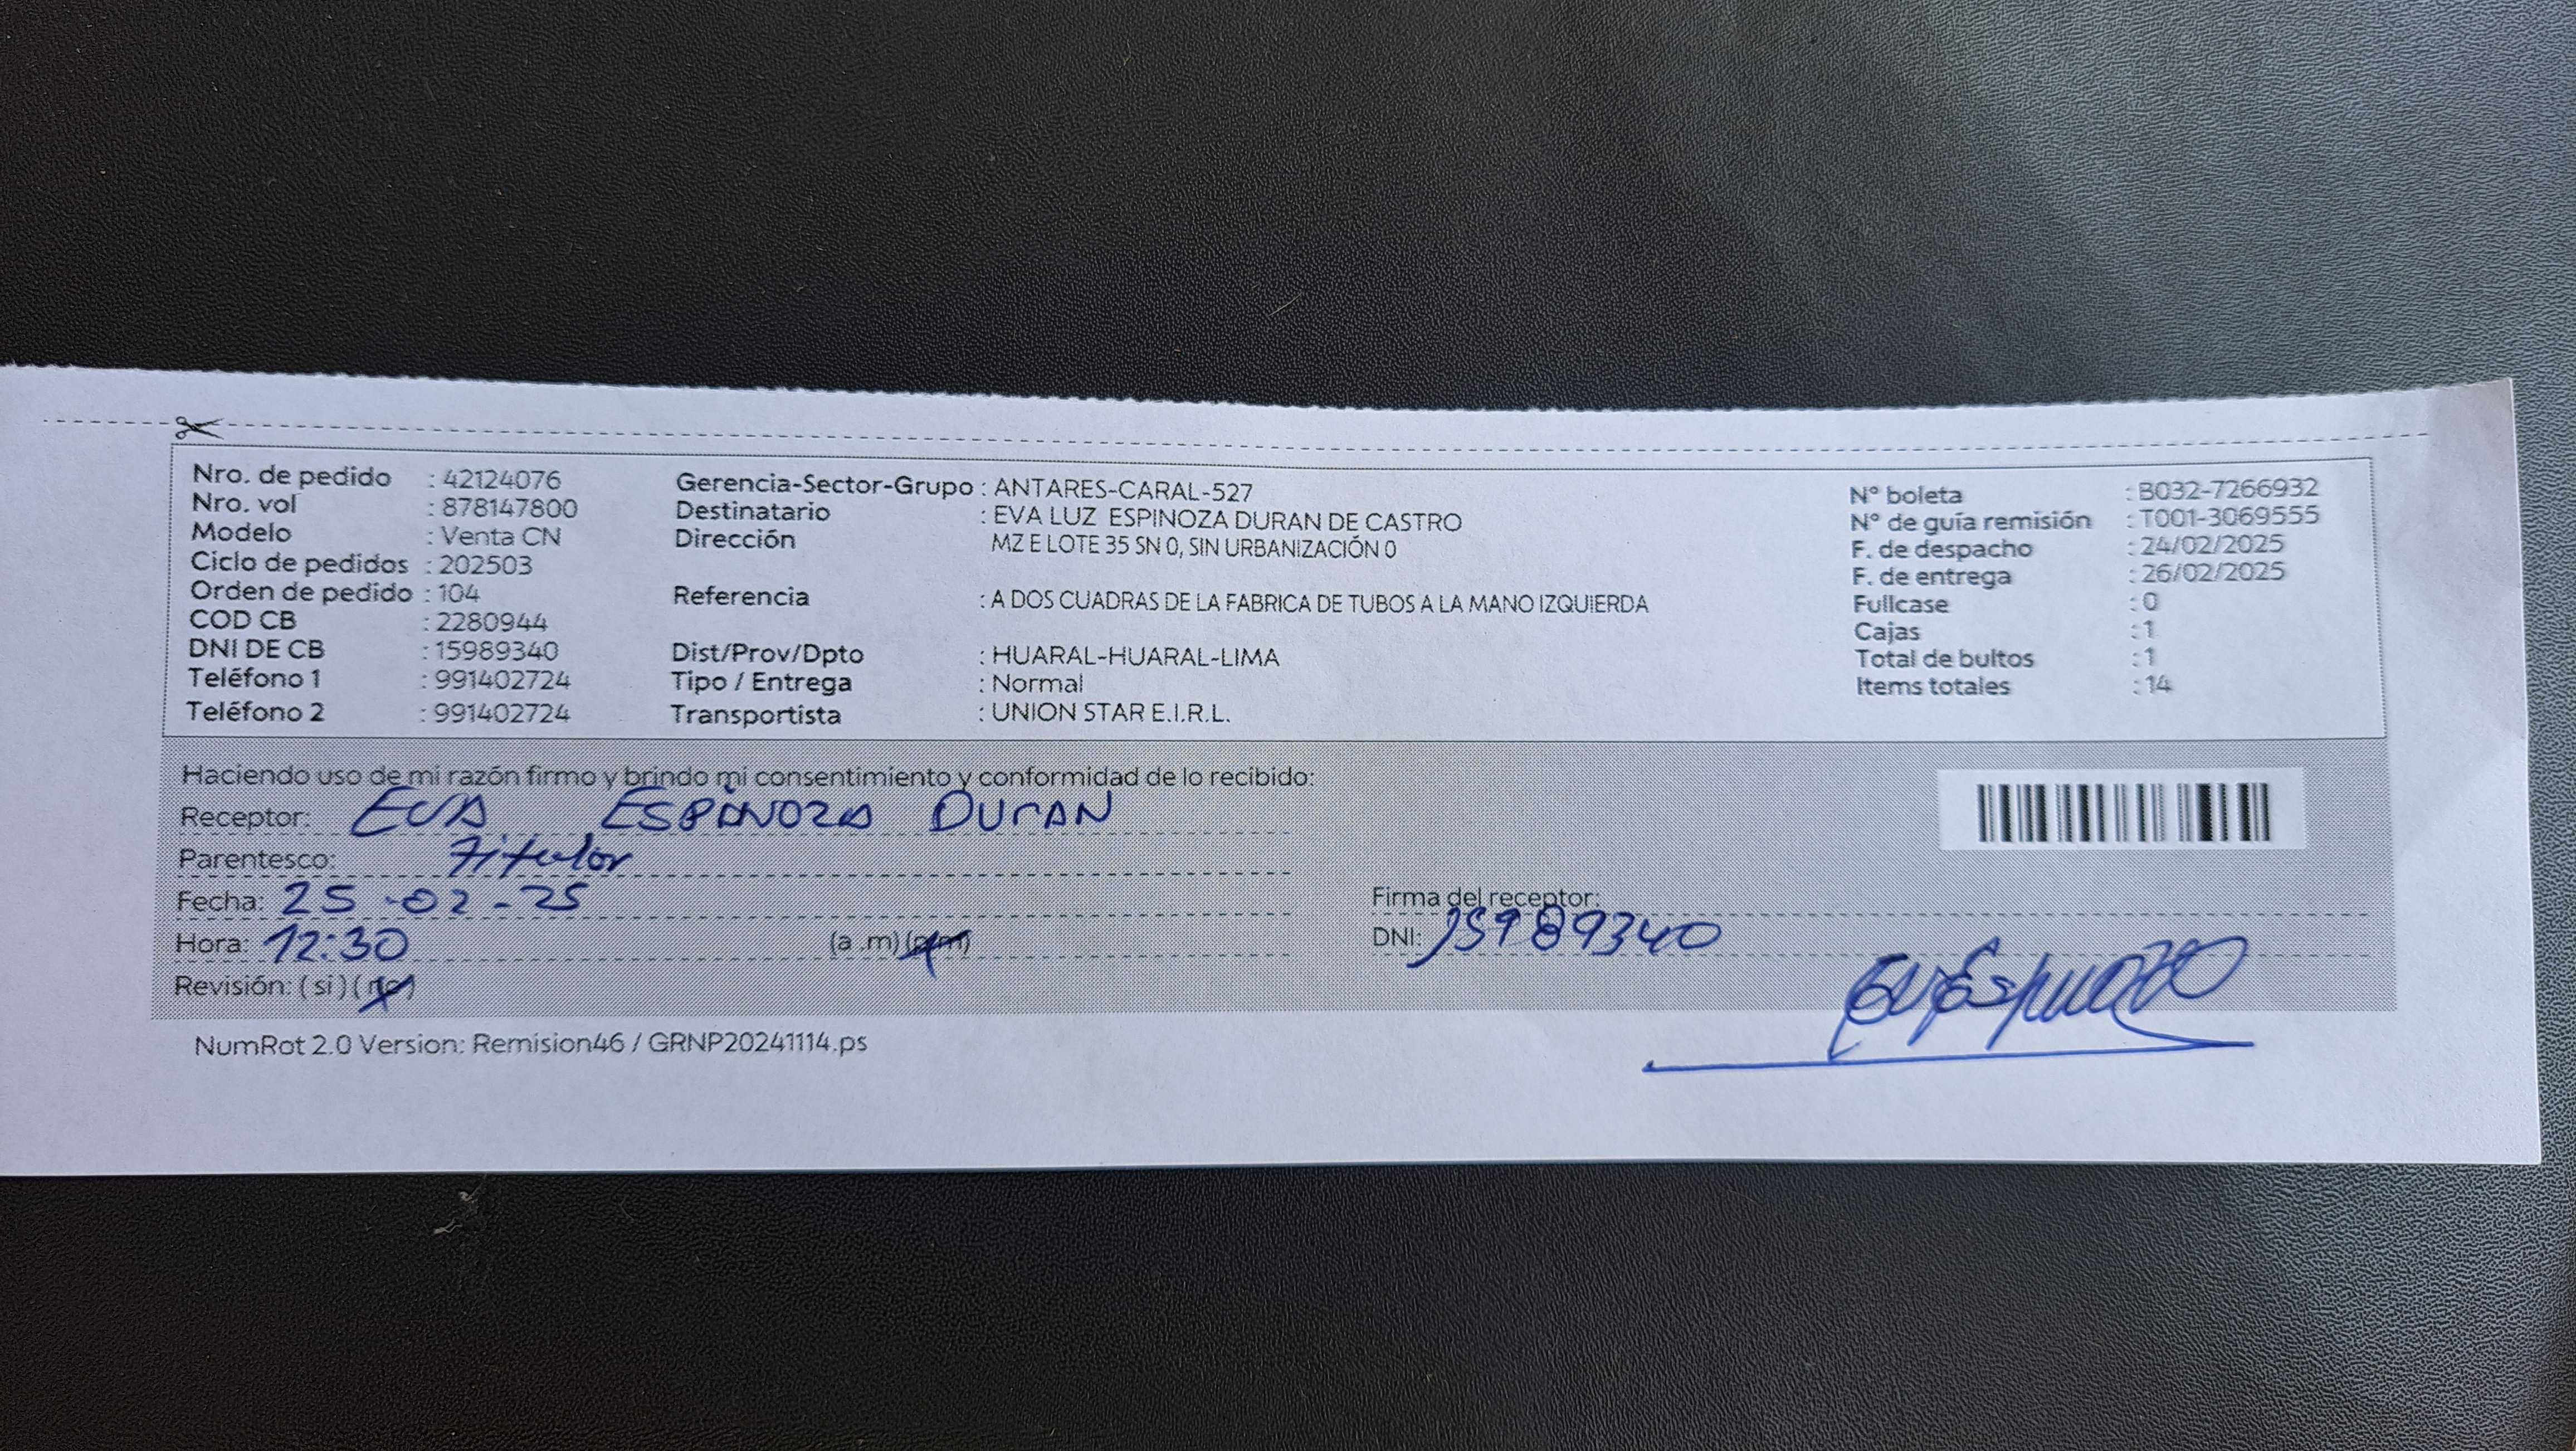 Nro. de pedido : 42124076
Nro. vol : 878147800
Modelo : Venta CN
Ciclo de pedidos : 202503
Orden de pedido : 104
COD CB : 2280944
DNI DE CB : 15989340
Teléfono 1 : 991402724
Teléfono 2 : 991402724
Gerencia-Sector-Grupo : ANTARES-CARAL-527
Destinatario : EVA LUZ ESPINOZA DURAN DE CASTRO
Dirección MZ E LOTE 35 SN 0, SIN URBANIZACIÓN 0
Referencia : A DOS CUADRAS DE LA FABRICA DE TUBOS A LA MANO IZQUIERDA
Dist/Prov/Dpto : HUARAL-HUARAL-LIMA
Tipo / Entrega : Normal
Transportista : UNION STAR E.I.R.L.
N° boleta : B032-7266932
N° de guía remisión : T001-3069555
F. de despacho : 24/02/2025
F. de entrega : 26/02/2025
Fullcase : 0
Cajas : 1
Total de bultos : 1
Items totales : 14
Haciendo uso de mi razón firmo y brindo mi consentimiento y conformidad de lo recibido:
Receptor: EVA ESPINOZA DURAN
Parentesco: Titular
Fecha: 25-02-25
Hora: 12:30 (a .m) (p.m)
Revisión: ( si ) ( no )
Firma del receptor:
DNI: 15989340
Eva Espinoza
NumRot 2.0 Version: Remision46 / GRNP20241114.ps